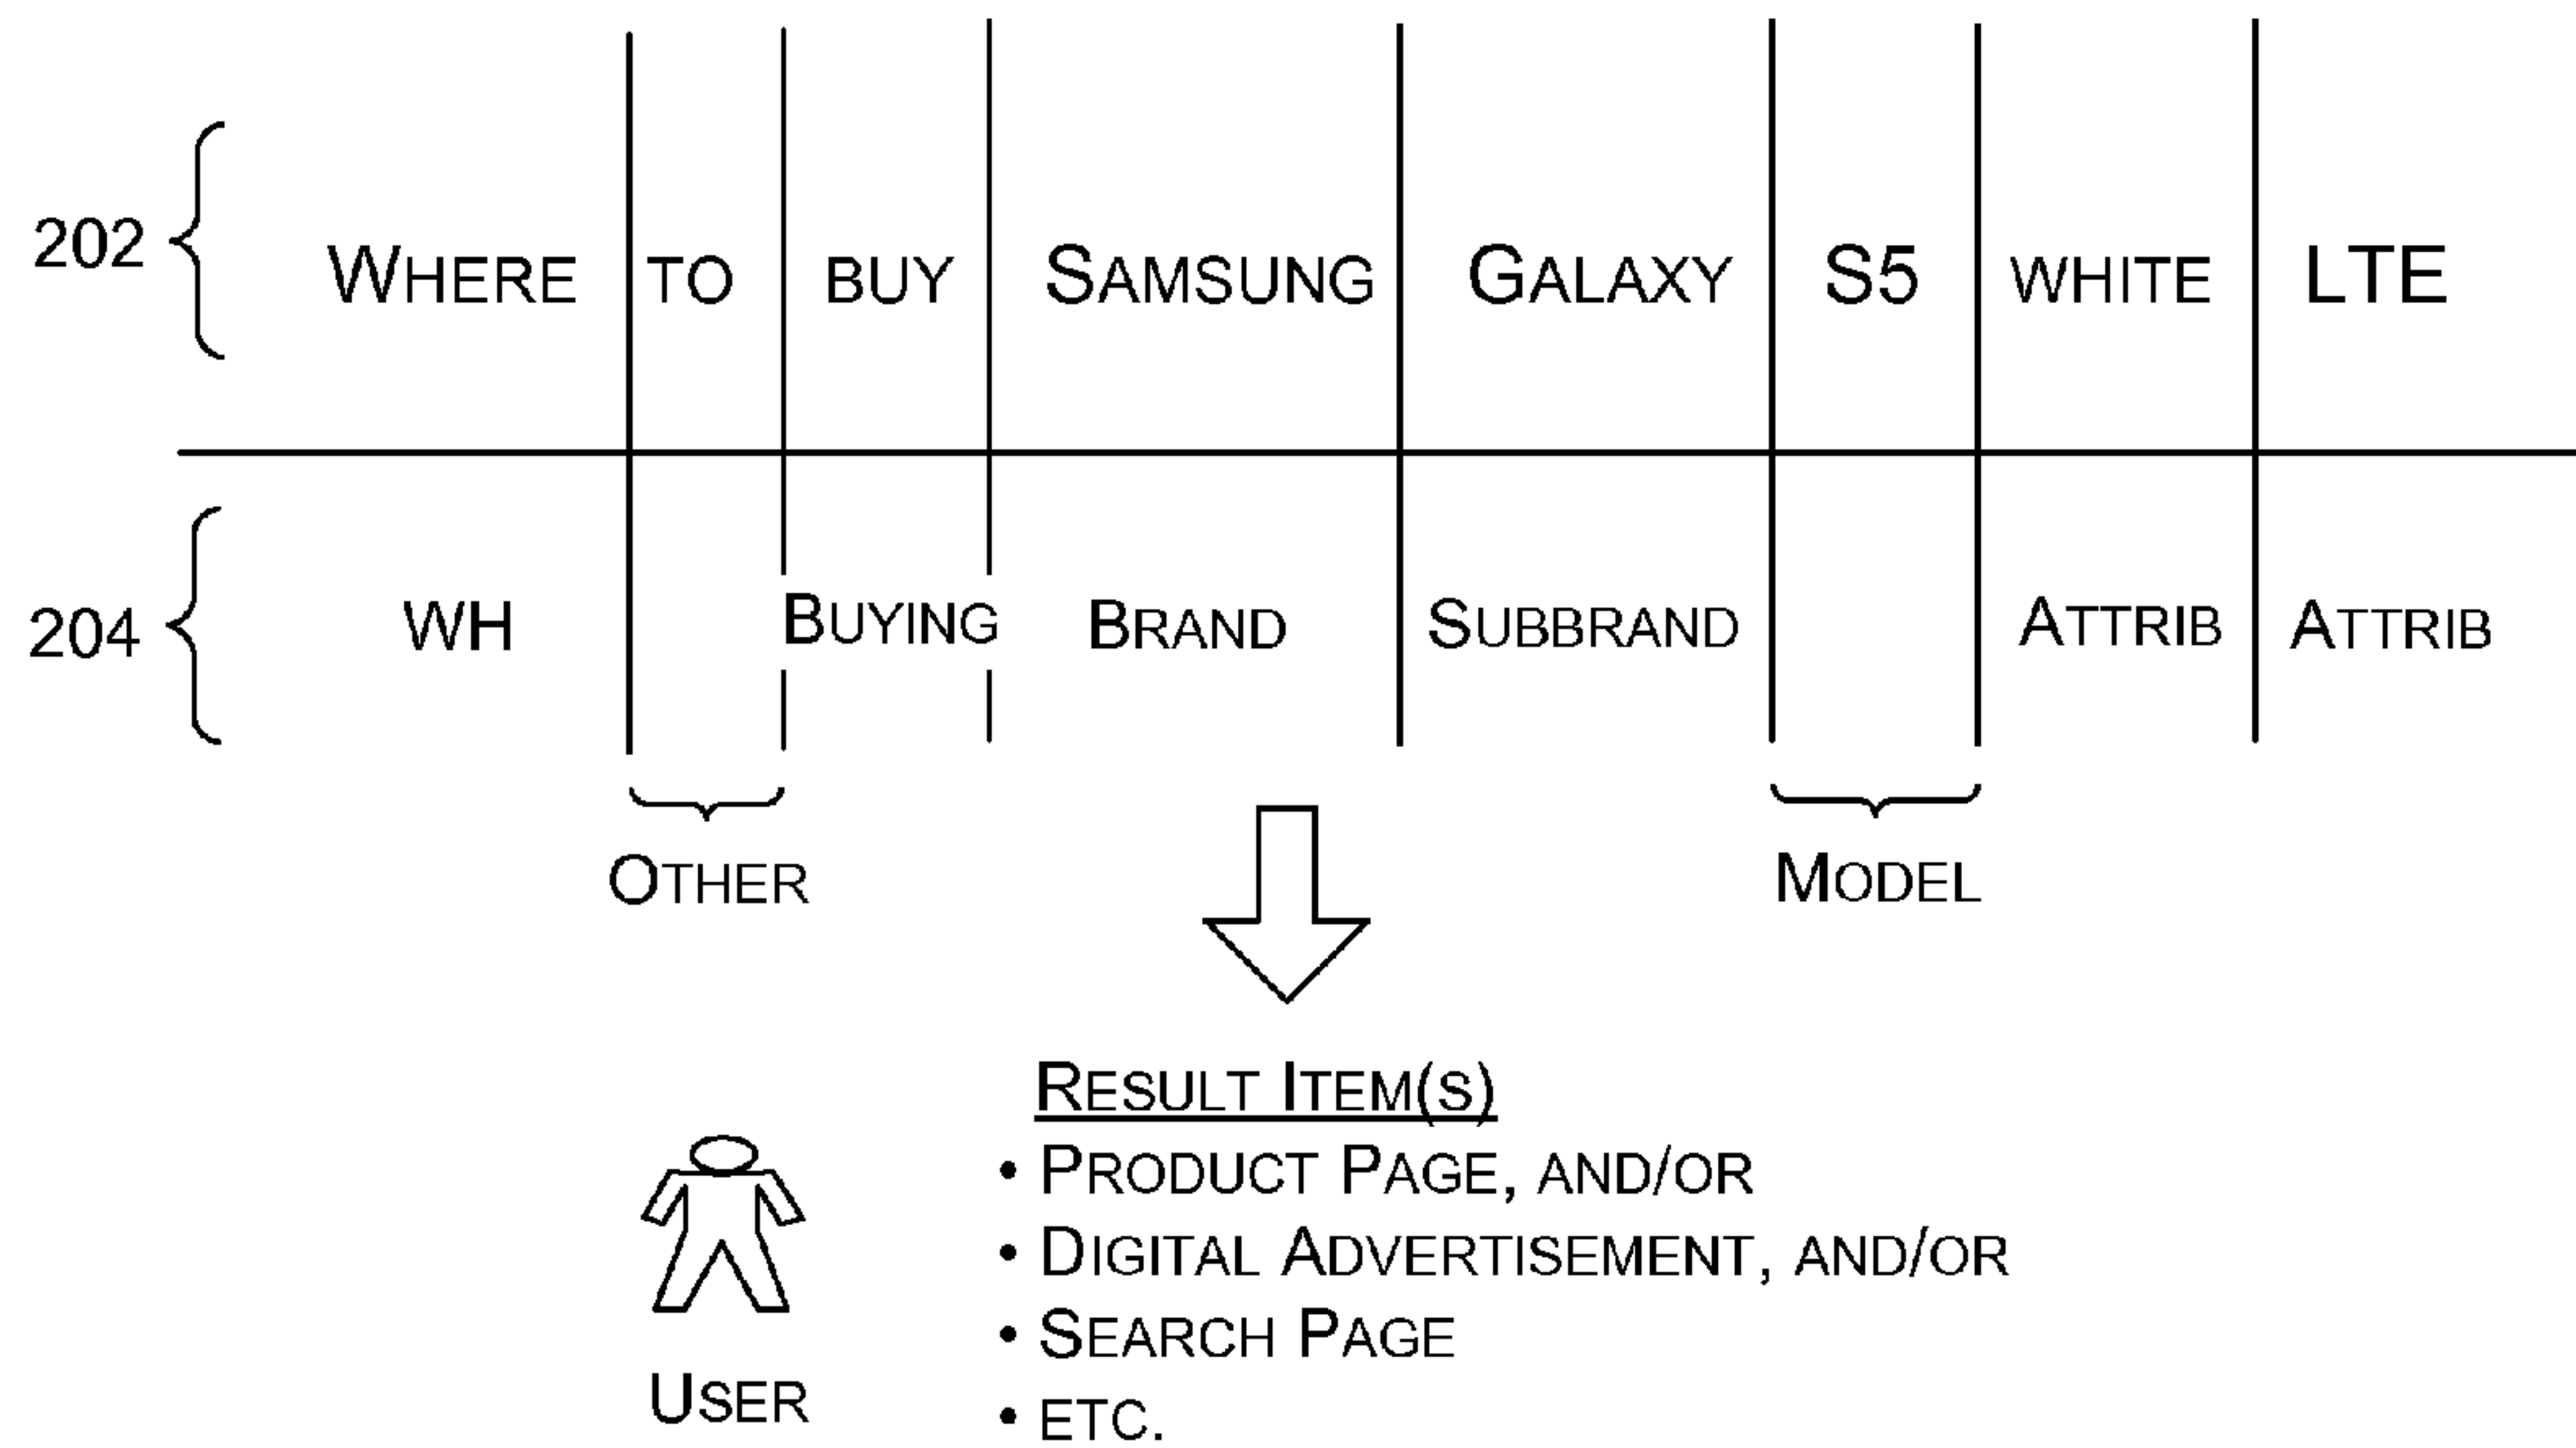 202 WHERE TO BUY SAMSUNG GALAXY S5 WHITE LTE
204 WH BUYING BRAND SUBBRAND ATTRIB ATTRIB
OTHER MODEL
RESULT ITEM(S)
• PRODUCT PAGE, AND/OR
• DIGITAL ADVERTISEMENT, AND/OR
• SEARCH PAGE
• ETC.
USER